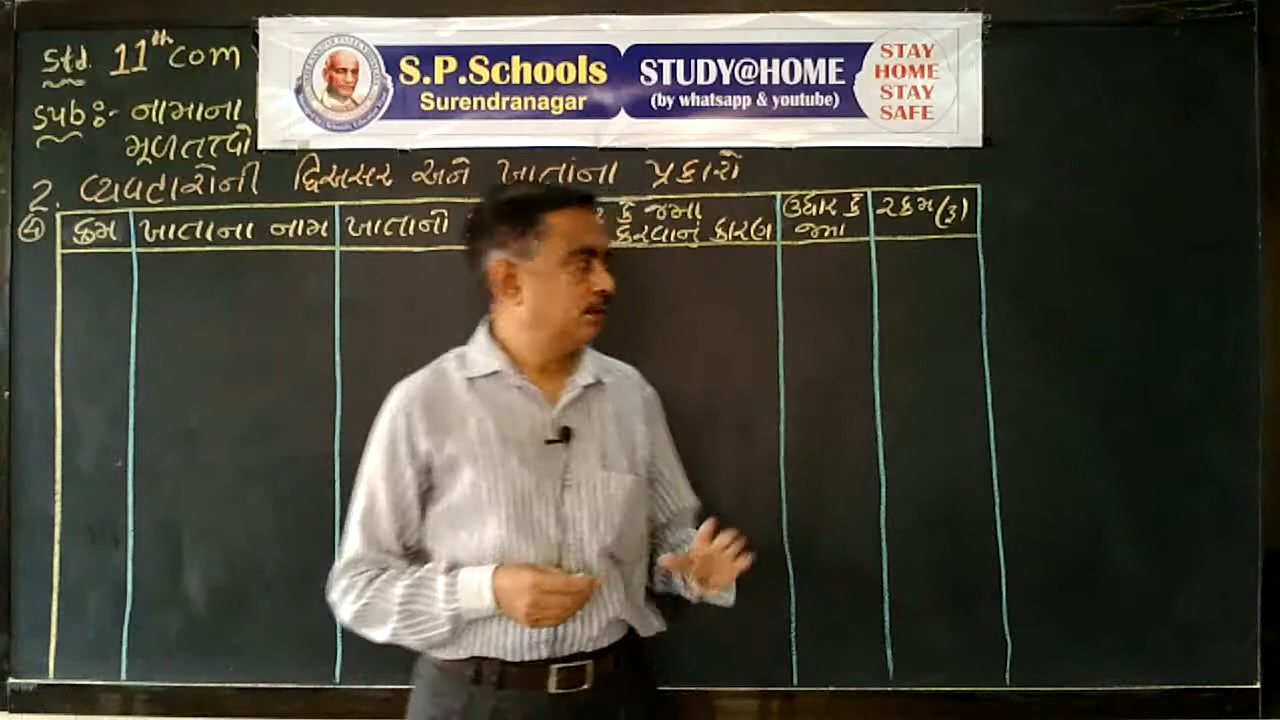 Std. 11th Com
S.P.Schools
Surendranagar
STUDY@HOME
(by whatsapp & youtube)
STAY
HOME
STAY
SAFE
Sub:- નામાના
મૂળતત્ત્વો
2. વ્યવહારોની દ્વિઅસર અને ખાતાંના પ્રકારો
ક્રમ ખાતાના નામ ખાતાનો કે જમા કરવાનું કારણ ઉધાર કે જમા રકમ(રૂ)